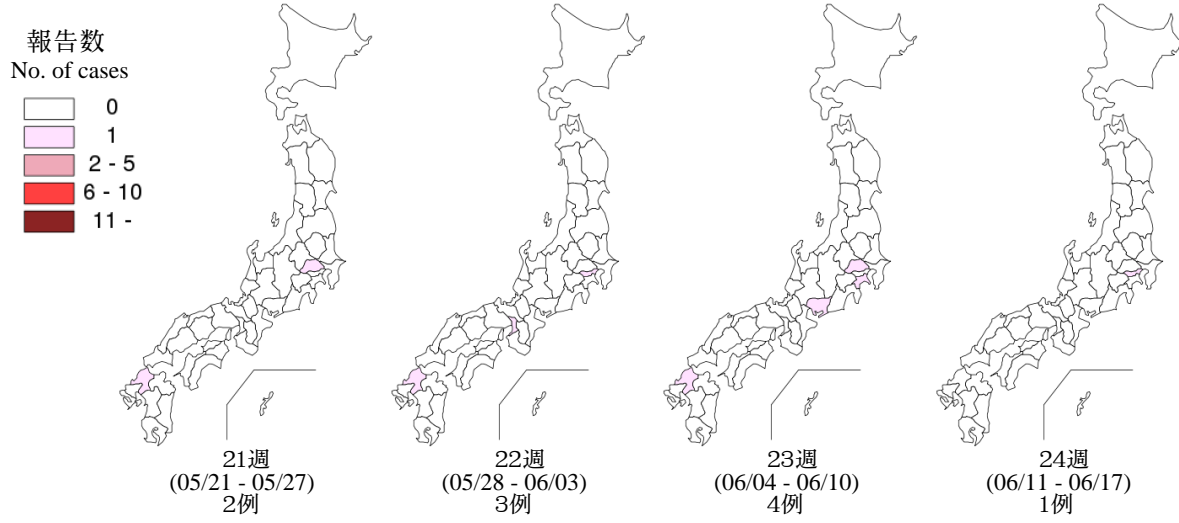 報告数
No. of cases
0
1
2 - 5
6 - 10
11 -
21週
(05/21 - 05/27)
2例
22週
(05/28 - 06/03)
3例
23週
(06/04 - 06/10)
4例
24週
(06/11 - 06/17)
1例